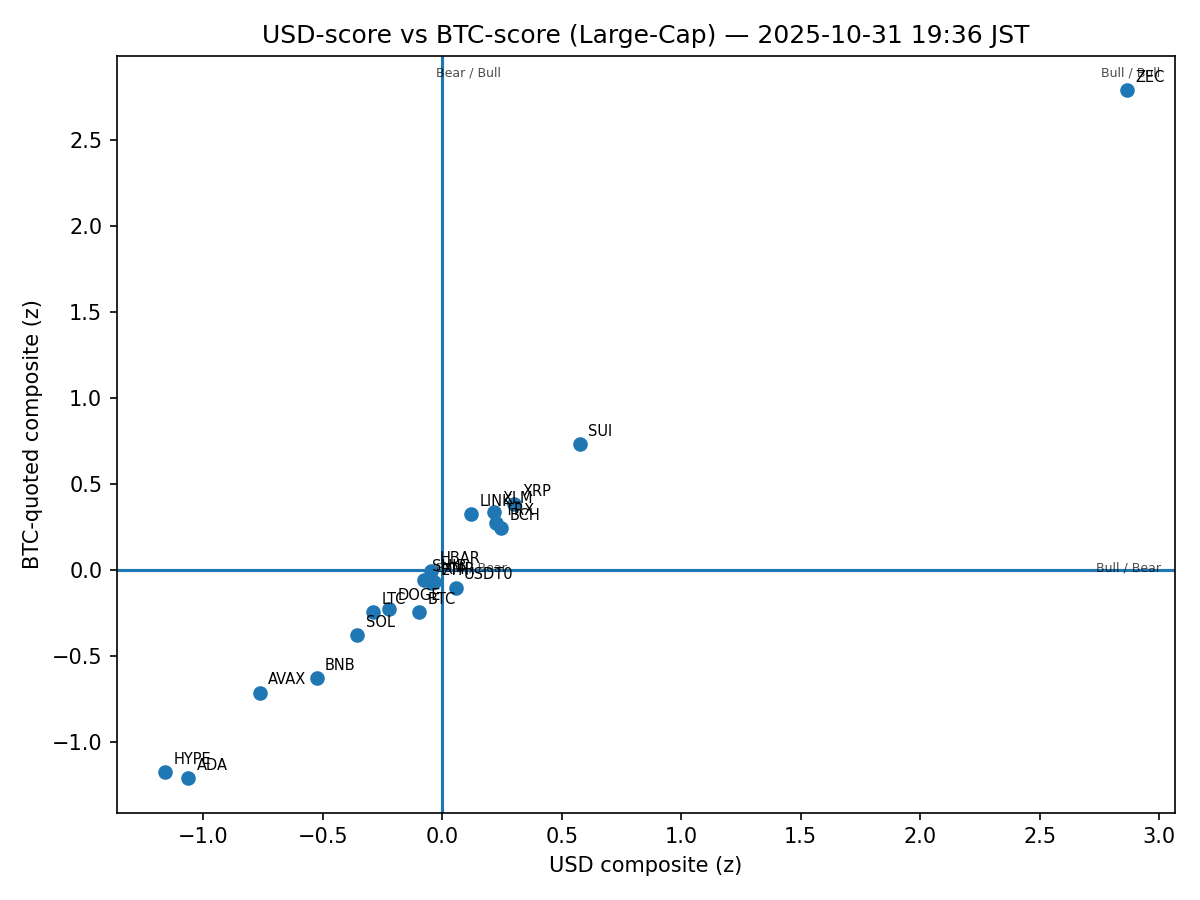 USD-score vs BTC-score (Large-Cap) — 2025-10-31 19:36 JST
Bear / Bull
Bull / Bull
ZEC
2.5
2.0
1.5
1.0
0.5
0.0
−0.5
−1.0
BTC-quoted composite (z)
SUI
XRP
XLM
LINK
TRX
BCH
HBAR
USDT0
Bull / Bear
DOGE
LTC
BTC
SOL
BNB
AVAX
HYPE
ADA
−1.0
−0.5
0.0
0.5
1.0
1.5
2.0
2.5
3.0
USD composite (z)